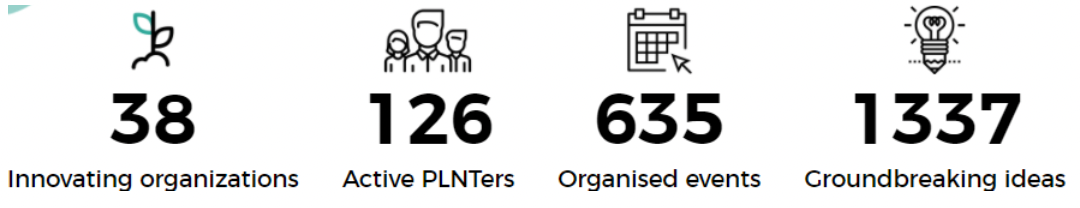 38 126 635 1337
Innovating organizations Active PLNTers Organised events Groundbreaking ideas